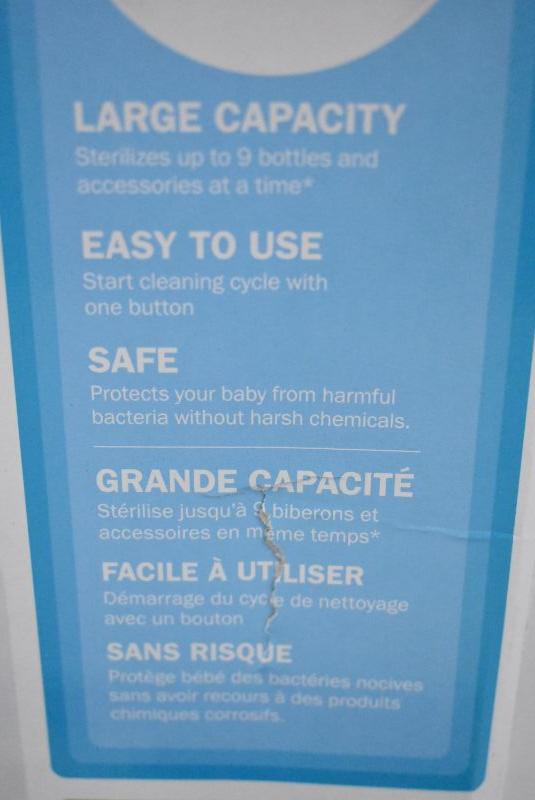 LARGE CAPACITY
Sterilizes up to 9 bottles and
accessories at a time*
EASY TO USE
Start cleaning cycle with
one button
SAFE
Protects your baby from harmful
bacteria without harsh chemicals.
GRANDE CAPACITÉ
Stérilise jusqu'à 9 biberons et
accessoires en même temps*
FACILE À UTILISER
Démarrage du cycle de nettoyage
avec un bouton
SANS RISQUE
Protège bébé des bactéries nocives
sans avoir recours à des produits
chimiques corrosifs.